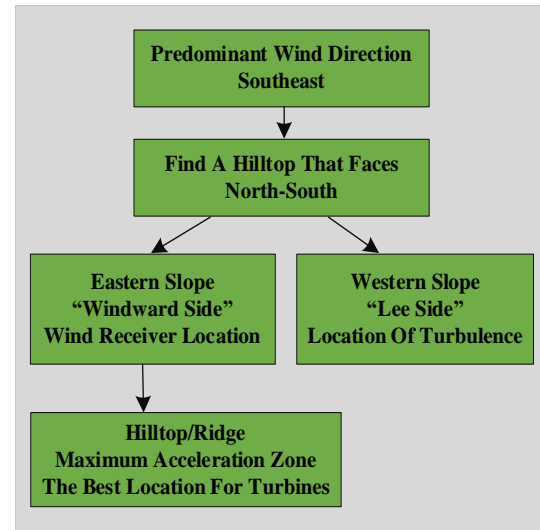 Predominant Wind Direction
Southeast
Find A Hilltop That Faces
North-South
Eastern Slope
“Windward Side”
Wind Receiver Location
Western Slope
“Lee Side”
Location Of Turbulence
Hilltop/Ridge
Maximum Acceleration Zone
The Best Location For Turbines